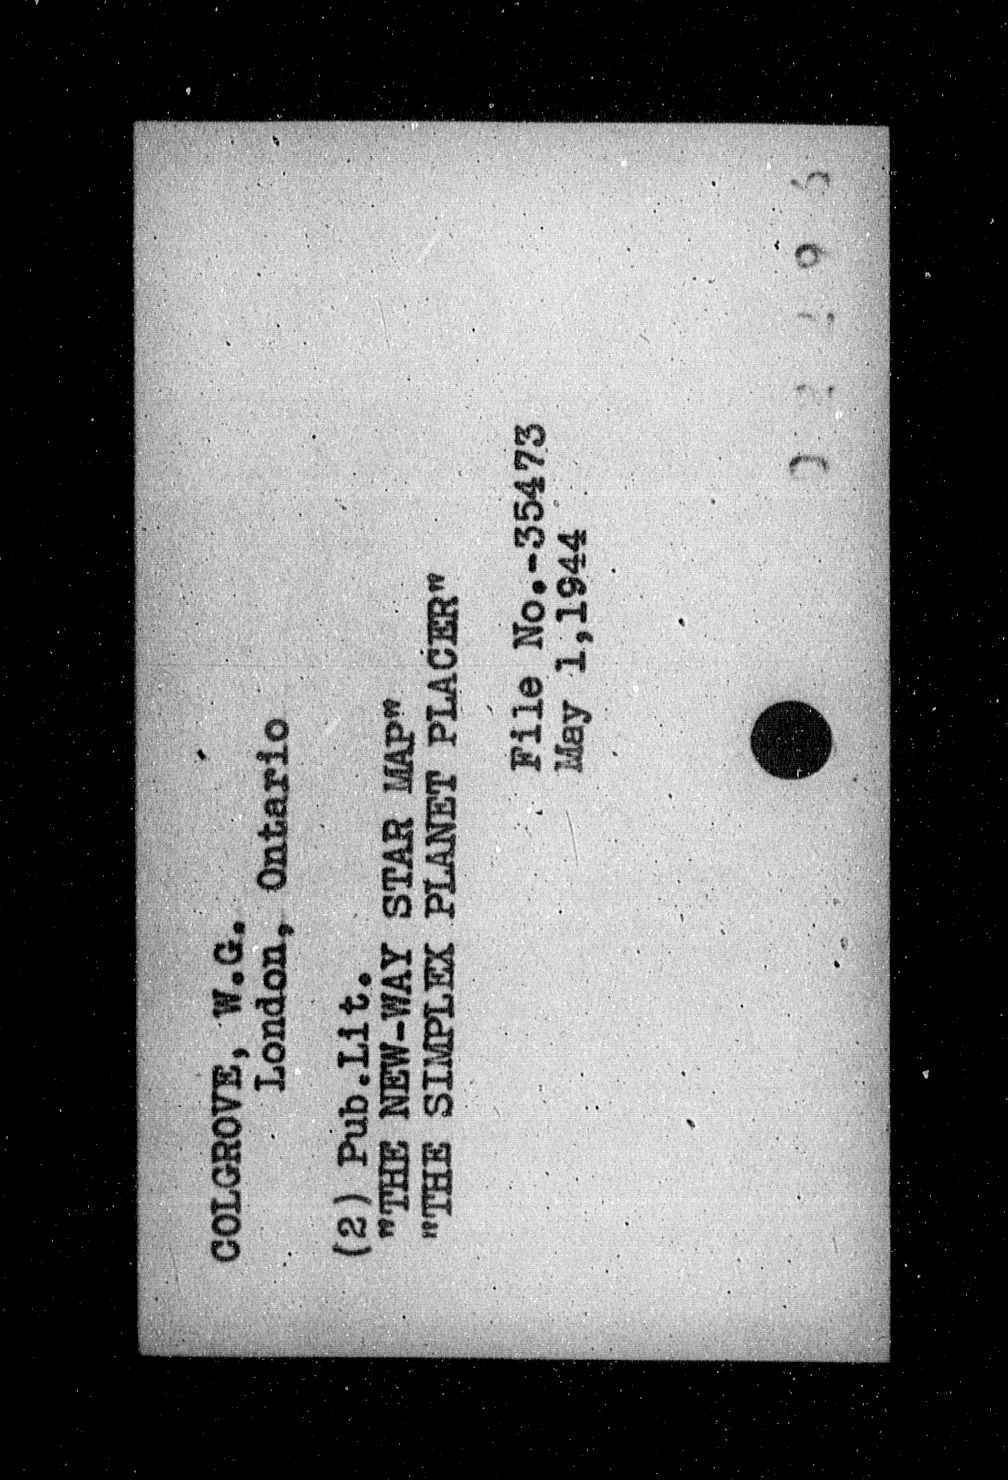 COLGROVE, W.G.
London, Ontario
(2) Pub.Lit.
"THE NEW-WAY STAR MAP"
"THE SIMPLEX PLANET PLACER"
File No.-35473
May 1,1944